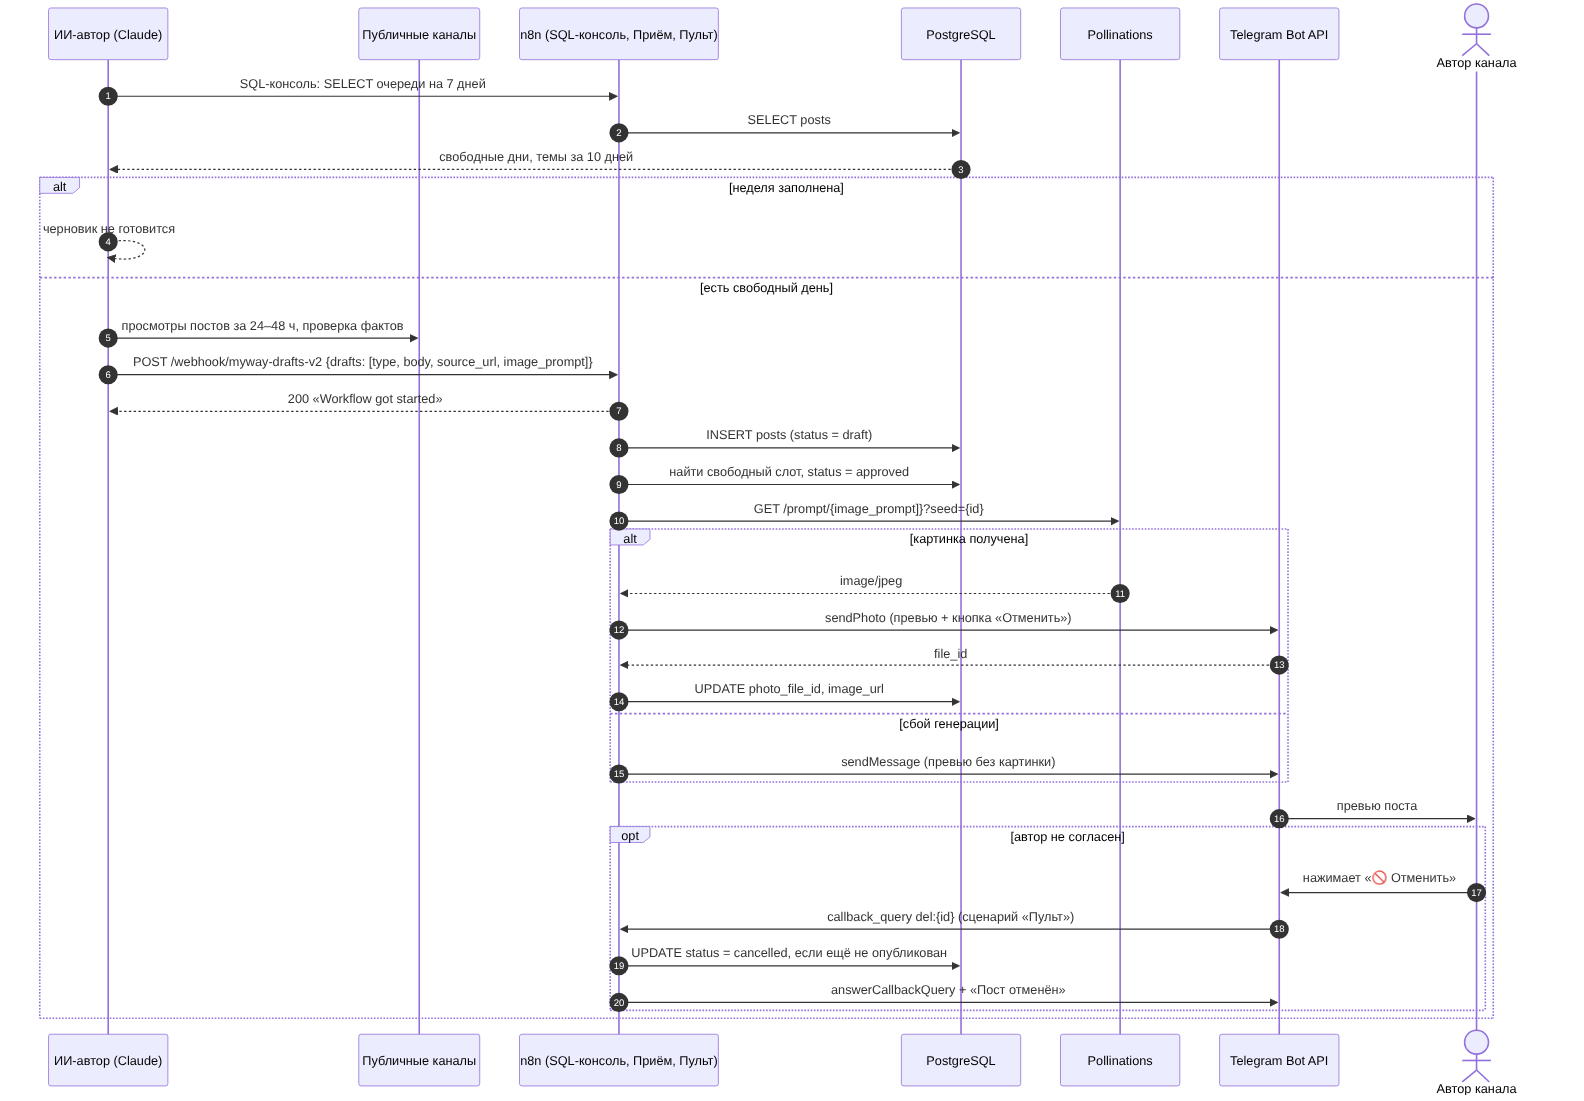 ИИ-автор (Claude)
Публичные каналы
n8n (SQL-консоль, Приём, Пульт)
PostgreSQL
Pollinations
Telegram Bot API
Автор канала
1
SQL-консоль: SELECT очереди на 7 дней
2
SELECT posts
3
свободные дни, темы за 10 дней
alt
[неделя заполнена]
4
черновик не готовится
[есть свободный день]
5
просмотры постов за 24–48 ч, проверка фактов
6
POST /webhook/myway-drafts-v2 {drafts: [type, body, source_url, image_prompt]}
7
200 «Workflow got started»
8
INSERT posts (status = draft)
9
найти свободный слот, status = approved
10
GET /prompt/{image_prompt]}?seed={id}
alt
[картинка получена]
11
image/jpeg
12
sendPhoto (превью + кнопка «Отменить»)
13
file_id
14
UPDATE photo_file_id, image_url
[сбой генерации]
15
sendMessage (превью без картинки)
16
превью поста
opt
[автор не согласен]
17
нажимает «🚫 Отменить»
18
callback_query del:{id} (сценарий «Пульт»)
19
UPDATE status = cancelled, если ещё не опубликован
20
answerCallbackQuery + «Пост отменён»
ИИ-автор (Claude)
Публичные каналы
n8n (SQL-консоль, Приём, Пульт)
PostgreSQL
Pollinations
Telegram Bot API
Автор канала